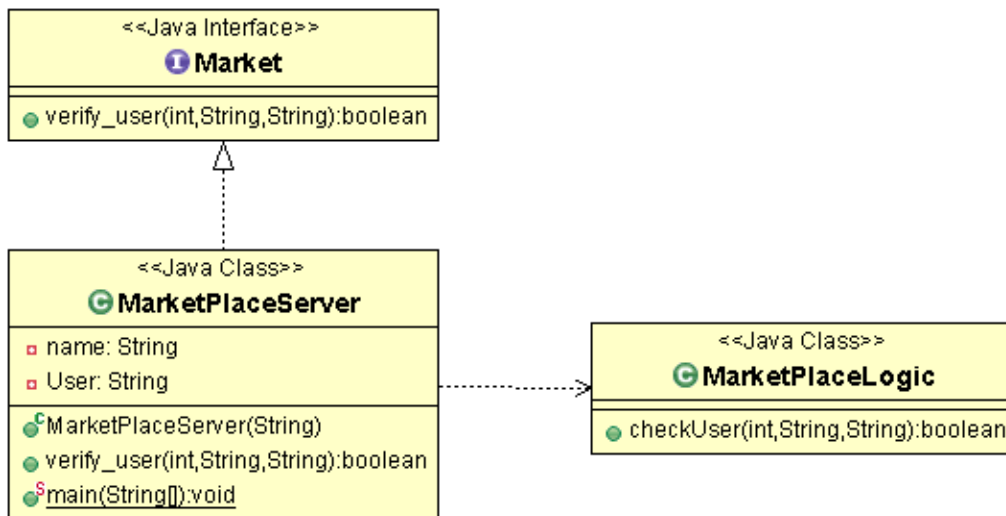 <<Java Interface>>
Market
verify_user(int,String,String):boolean
<<Java Class>>
MarketPlaceServer
name: String
User: String
MarketPlaceServer(String)
verify_user(int,String,String):boolean
main(String[]):void
<<Java Class>>
MarketPlaceLogic
checkUser(int,String,String):boolean